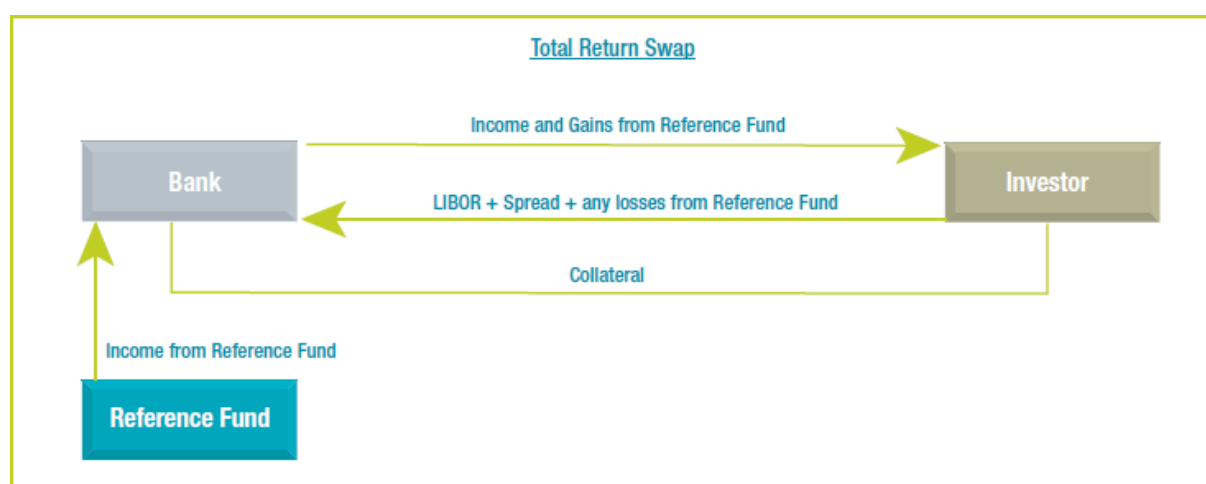 Total Return Swap
Income and Gains from Reference Fund
Bank
Investor
LIBOR + Spread + any losses from Reference Fund
Collateral
Income from Reference Fund
Reference Fund